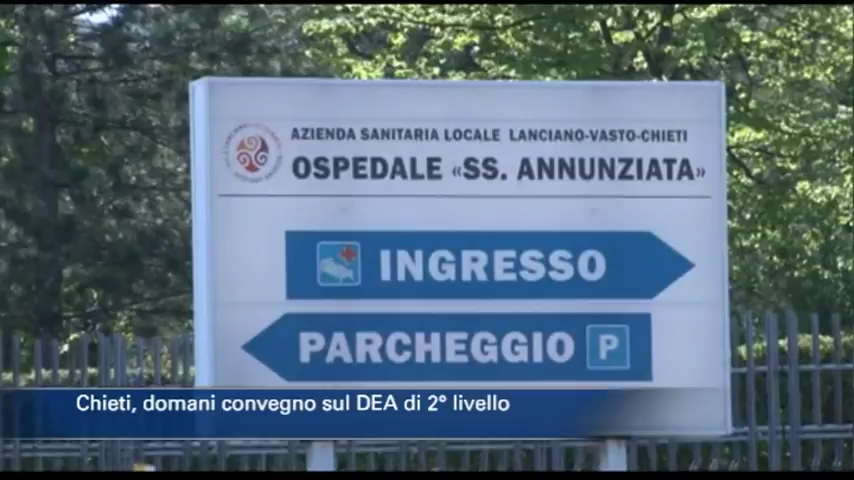 AZIENDA SANITARIA LOCALE LANCIANO-VASTO-CHIETI
OSPEDALE «SS. ANNUNZIATA»
INGRESSO
PARCHEGGIO P
Chieti, domani convegno sul DEA di 2° livello